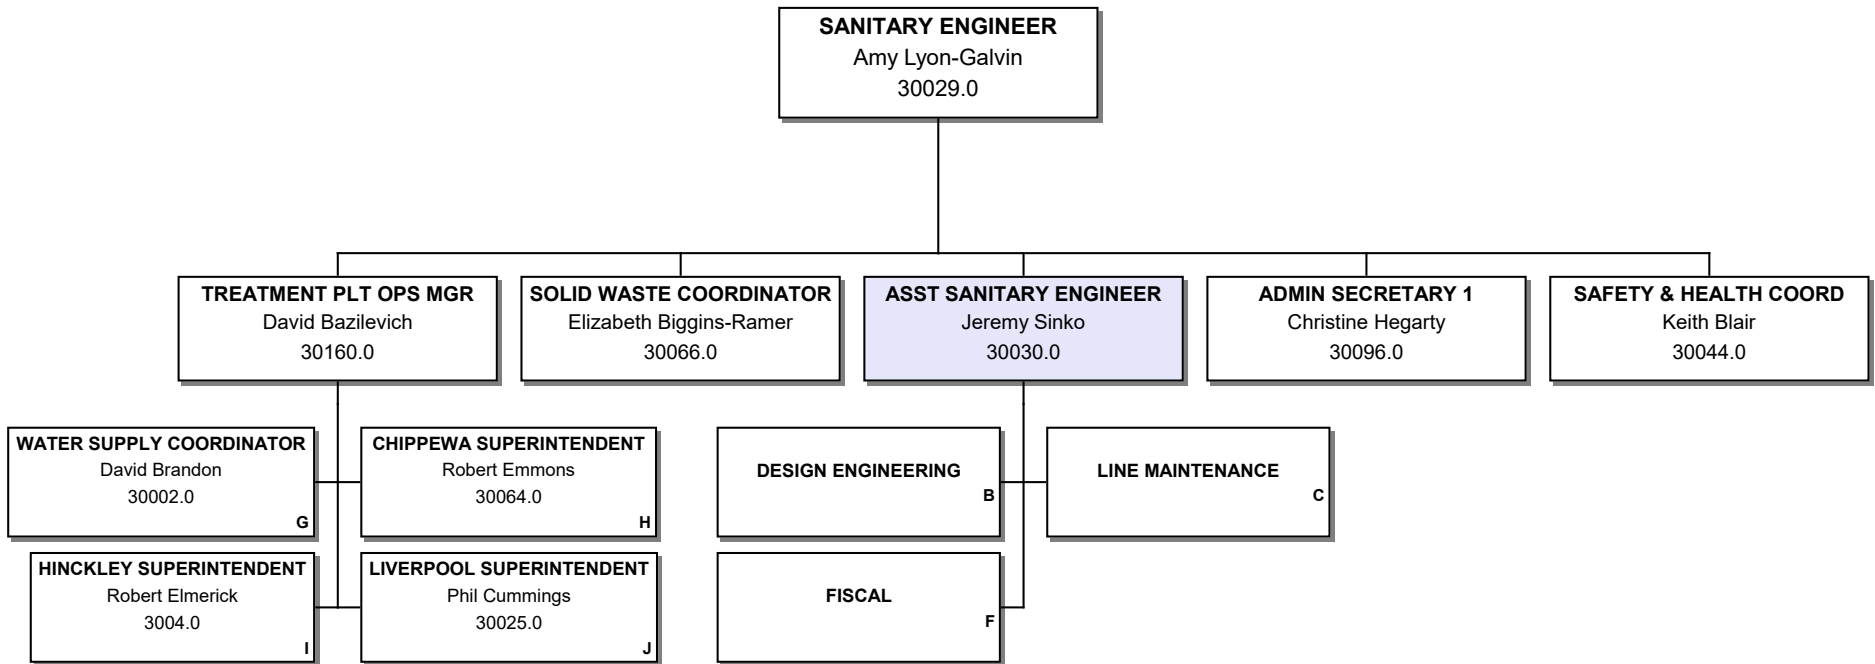 SANITARY ENGINEER
Amy Lyon-Galvin
30029.0
TREATMENT PLT OPS MGR
David Bazilevich
30160.0
SOLID WASTE COORDINATOR
Elizabeth Biggins-Ramer
30066.0
ASST SANITARY ENGINEER
Jeremy Sinko
30030.0
ADMIN SECRETARY 1
Christine Hegarty
30096.0
SAFETY & HEALTH COORD
Keith Blair
30044.0
WATER SUPPLY COORDINATOR
David Brandon
30002.0
G
CHIPPEWA SUPERINTENDENT
Robert Emmons
30064.0
H
DESIGN ENGINEERING
B
LINE MAINTENANCE
C
HINCKLEY SUPERINTENDENT
Robert Elmerick
3004.0
I
LIVERPOOL SUPERINTENDENT
Phil Cummings
30025.0
J
FISCAL
F